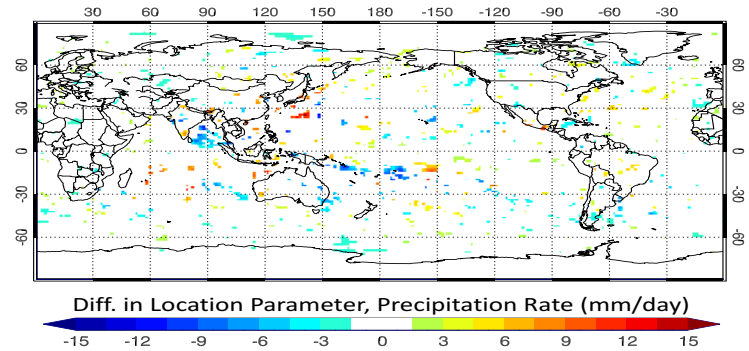 30 60 90 120 150 -180 -150 -120 -90 -60 -30
60 60
30 30
0 0
-30 -30
-60 -60
Diff. in Location Parameter, Precipitation Rate (mm/day)
-15 -12 -9 -6 -3 0 3 6 9 12 15